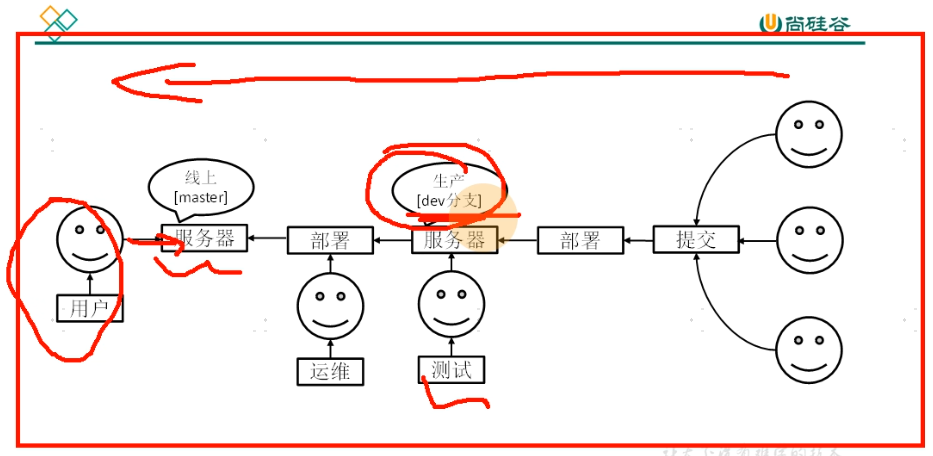 尚硅谷
线上
[master]
生产
[dev分支]
服务器
部署
服务器
部署
提交
用户
运维
测试